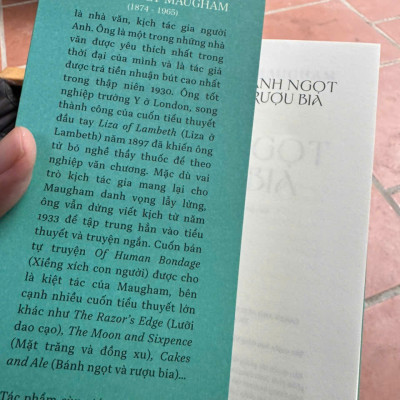 MAUGHAM
(1874 - 1965)
là nhà văn, kịch tác gia người
Anh. Ông là một trong những nhà
văn được yêu thích nhất trong
thời đại của mình và là tác giả
được trả tiền nhuận bút cao nhất
trong thập niên 1930. Ông tốt
nghiệp trường Y ở London, song
thành công của cuốn tiểu thuyết
đầu tay Liza of Lambeth (Liza ở
Lambeth) năm 1897 đã khiến ông
từ bỏ nghề thầy thuốc để theo
nghiệp văn chương. Mặc dù vai
trò kịch tác gia mang lại cho
Maugham danh vọng lẫy lừng,
ông vẫn dừng viết kịch từ năm
1933 để tập trung hẳn vào tiểu
thuyết và truyện ngắn. Cuốn bán
tự truyện Of Human Bondage
(Xiềng xích con người) được cho
là kiệt tác của Maugham, bên
cạnh nhiều cuốn tiểu thuyết lớn
khác như The Razor's Edge (Lưỡi
dao cạo), The Moon and Sixpence
(Mặt trăng và đồng xu), Cakes
and Ale (Bánh ngọt và rượu bia)...
Tác phẩm
ÁNH NGỌT
RƯỢU BIA
NGỌT
BIA